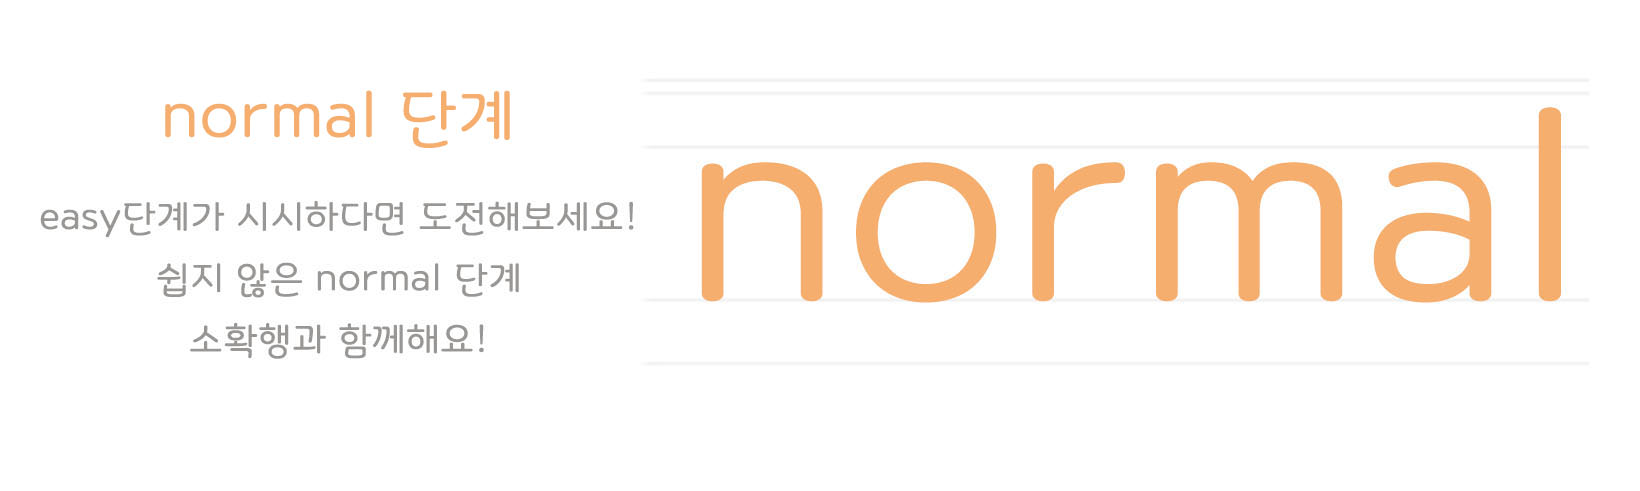 normal 단계
easy단계가 시시하다면 도전해보세요!
쉽지 않은 normal 단계
소확행과 함께해요!
normal